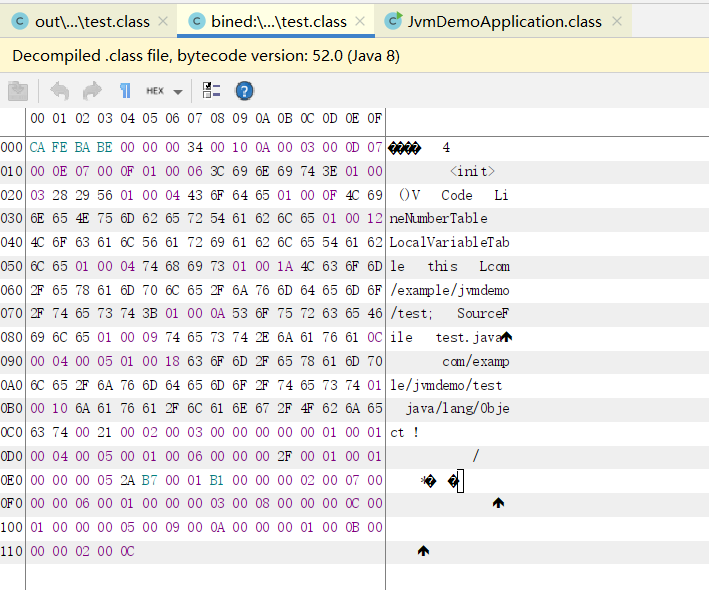 out\...\test.class
bined:\...\test.class
JvmDemoApplication.class
Decompiled .class file, bytecode version: 52.0 (Java 8)
HEX
00 01 02 03 04 05 06 07 08 09 0A 0B 0C 0D 0E 0F
000 CA FE BA BE 00 00 00 34 00 10 0A 00 03 00 0D 07 ���� 4
010 00 0E 07 00 0F 01 00 06 3C 69 6E 69 74 3E 01 00 <init>
020 03 28 29 56 01 00 04 43 6F 64 65 01 00 0F 4C 69 ()V Code Li
030 6E 65 4E 75 6D 62 65 72 54 61 62 6C 65 01 00 12 neNumberTable
040 4C 6F 63 61 6C 56 61 72 69 61 62 6C 65 54 61 62 LocalVariableTab
050 6C 65 01 00 04 74 68 69 73 01 00 1A 4C 63 6F 6D le this Lcom
060 2F 65 78 61 6D 70 6C 65 2F 6A 76 6D 64 65 6D 6F /example/jvmdemo
070 2F 74 65 73 74 3B 01 00 0A 53 6F 75 72 63 65 46 /test; SourceF
080 69 6C 65 01 00 09 74 65 73 74 2E 6A 61 76 61 0C ile test.java
090 00 04 00 05 01 00 18 63 6F 6D 2F 65 78 61 6D 70 com/examp
0A0 6C 65 2F 6A 76 6D 64 65 6D 6F 2F 74 65 73 74 01 le/jvmdemo/test
0B0 00 10 6A 61 76 61 2F 6C 61 6E 67 2F 4F 62 6A 65 java/lang/Obje
0C0 63 74 00 21 00 02 00 03 00 00 00 00 00 01 00 01 ct !
0D0 00 04 00 05 00 01 00 06 00 00 00 2F 00 01 00 01 /
0E0 00 00 00 05 2A B7 00 01 B1 00 00 00 02 00 07 00 *� �
0F0 00 00 06 00 01 00 00 00 03 00 08 00 00 00 0C 00
100 01 00 00 00 05 00 09 00 0A 00 00 00 01 00 0B 00
110 00 00 02 00 0C